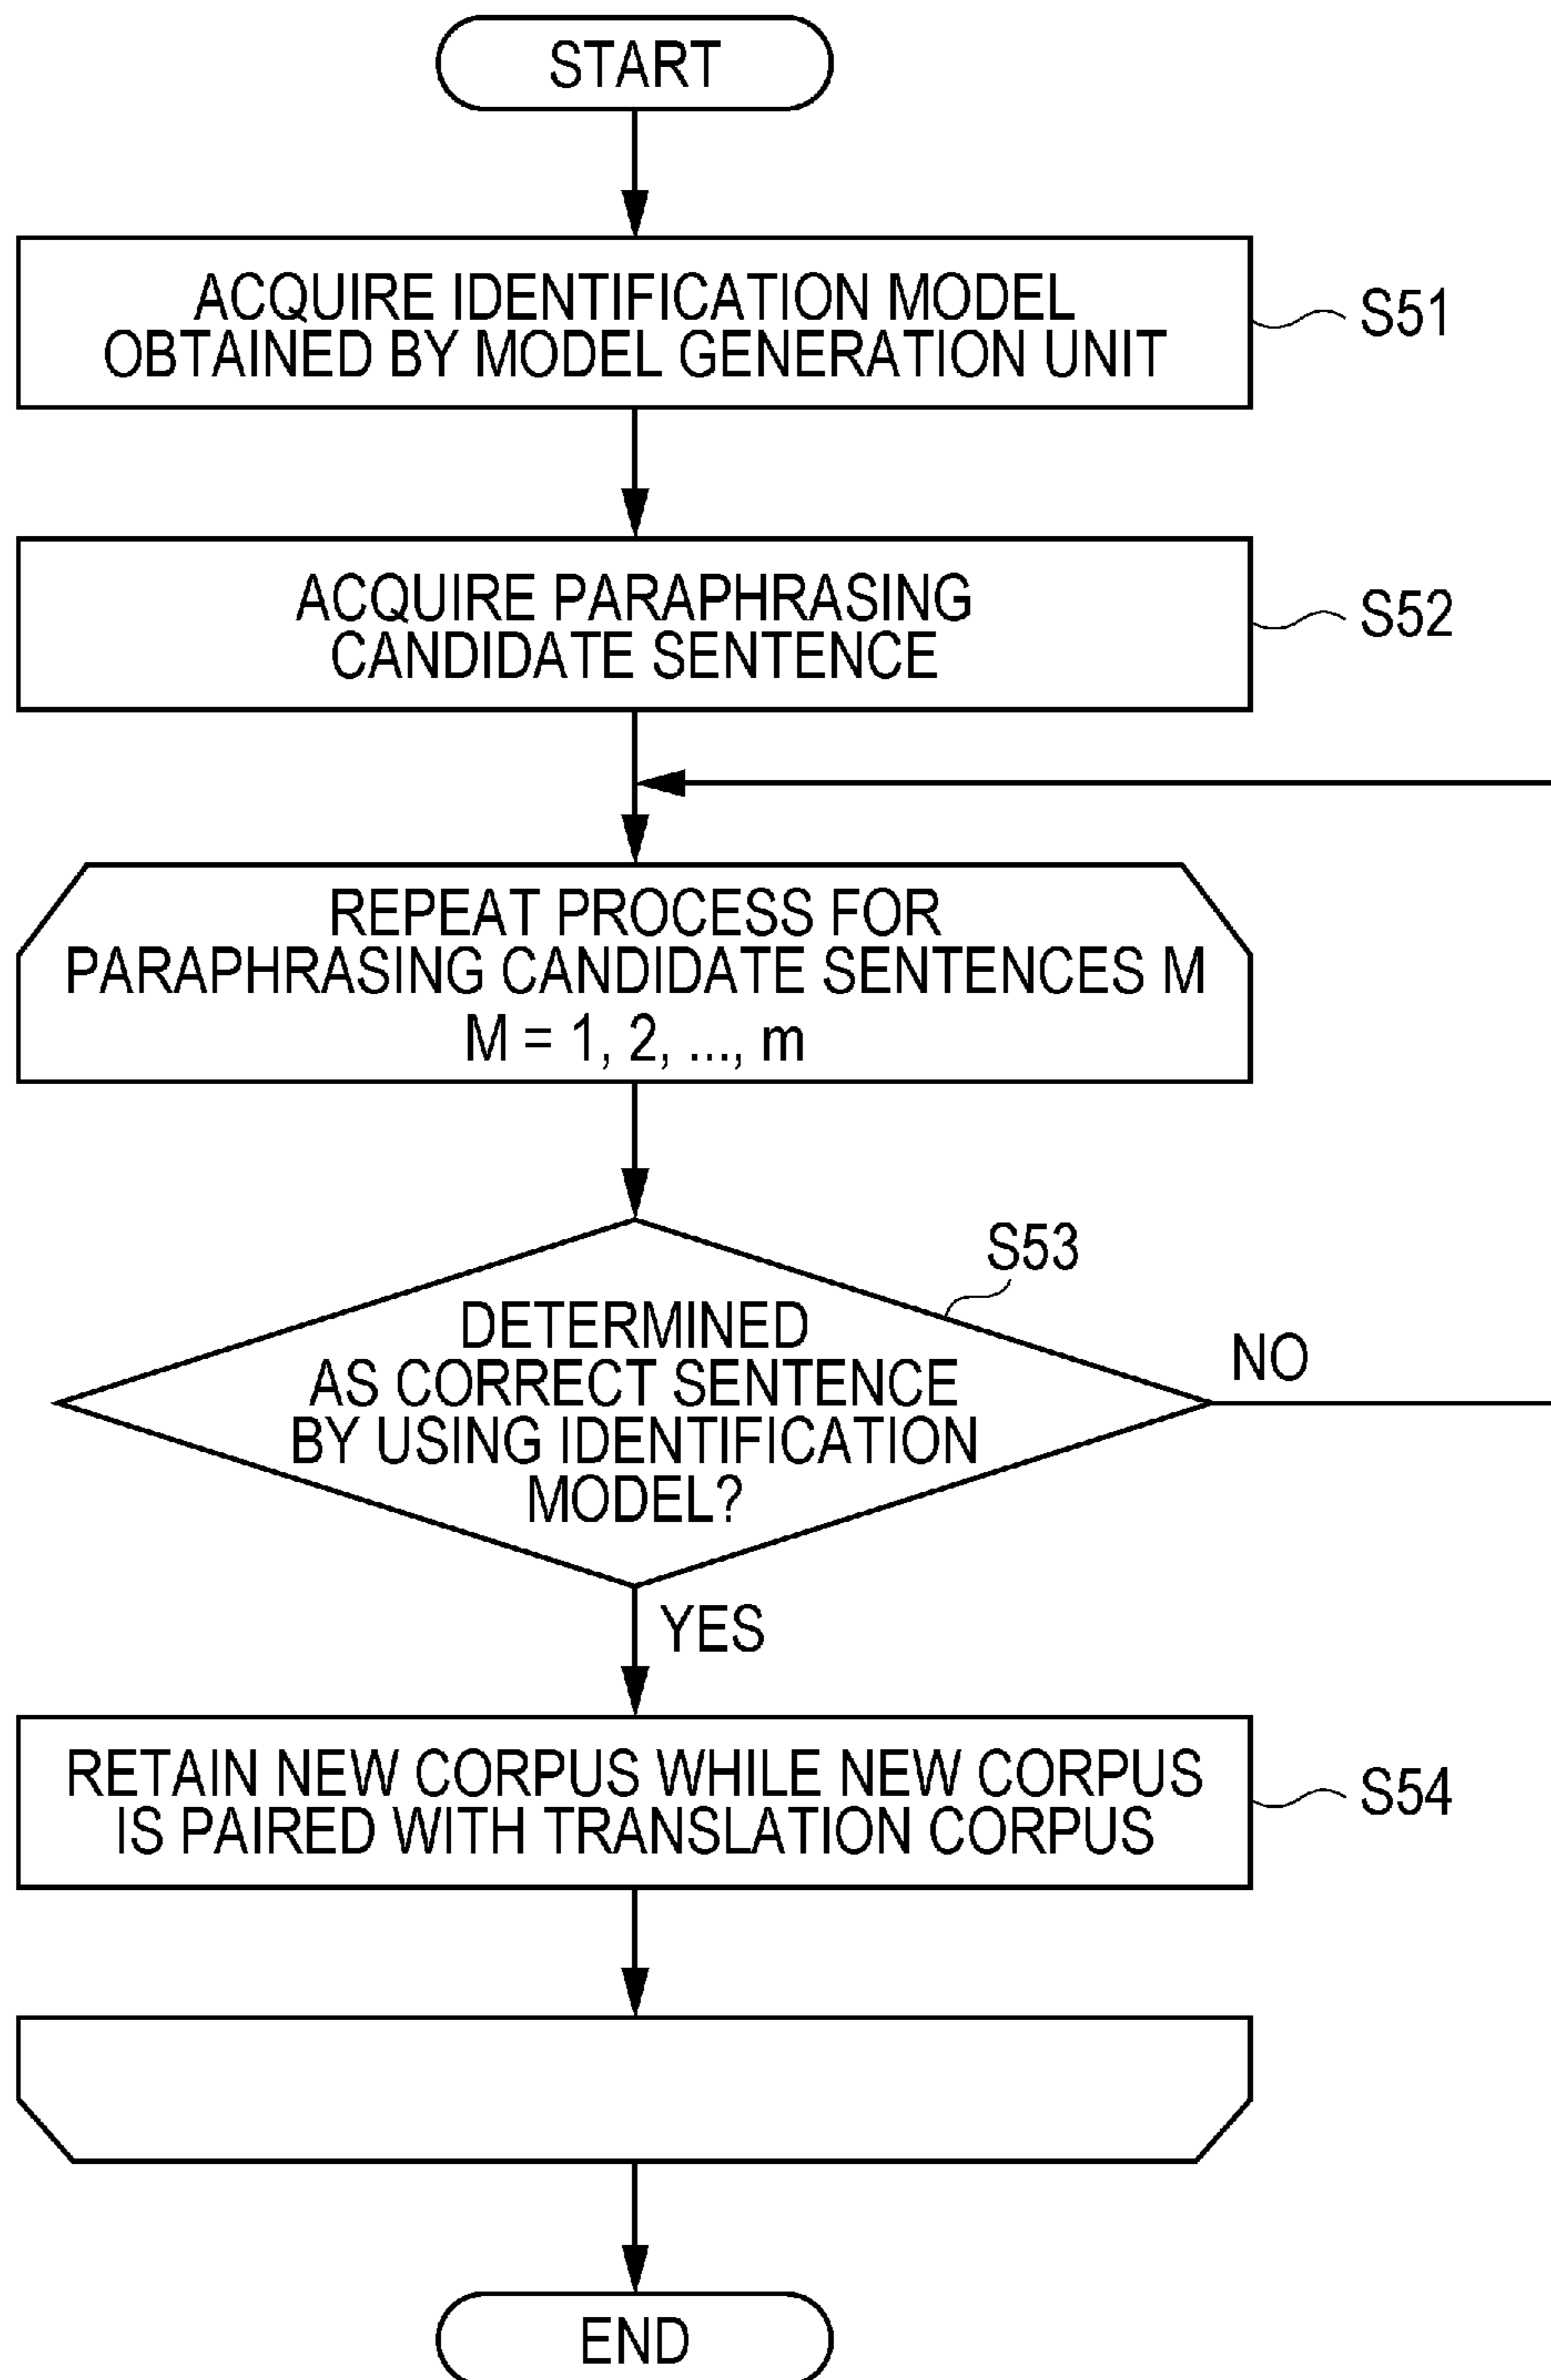 START
ACQUIRE IDENTIFICATION MODEL
OBTAINED BY MODEL GENERATION UNIT
S51
ACQUIRE PARAPHRASING
CANDIDATE SENTENCE
S52
REPEAT PROCESS FOR
PARAPHRASING CANDIDATE SENTENCES M
M = 1, 2, ..., m
S53
DETERMINED
AS CORRECT SENTENCE
BY USING IDENTIFICATION
MODEL?
NO
YES
RETAIN NEW CORPUS WHILE NEW CORPUS
IS PAIRED WITH TRANSLATION CORPUS
S54
END